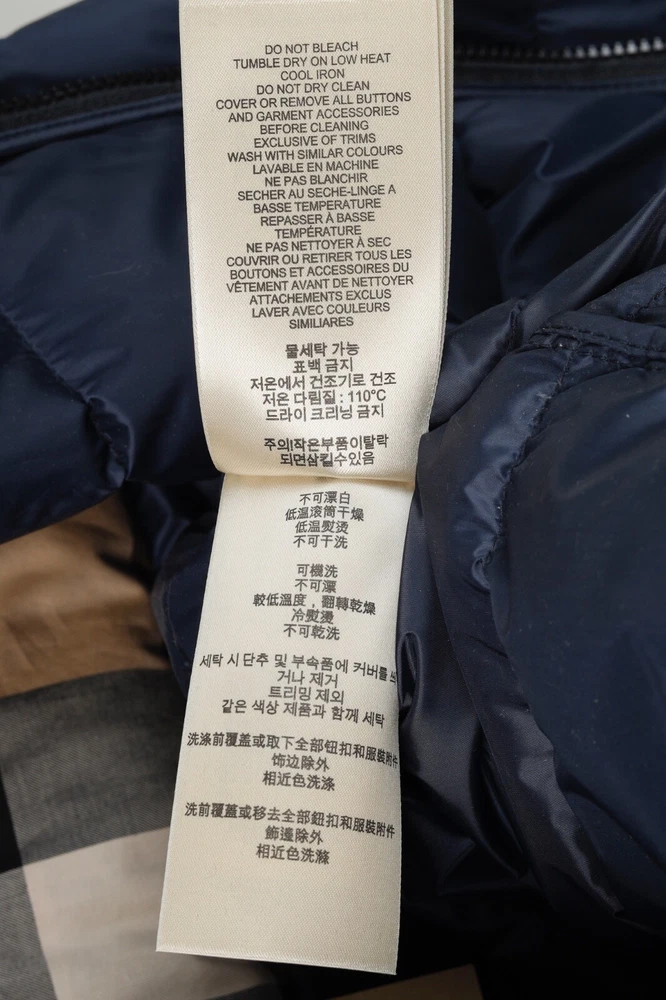 DO NOT BLEACH
TUMBLE DRY ON LOW HEAT
COOL IRON
DO NOT DRY CLEAN
COVER OR REMOVE ALL BUTTONS
AND GARMENT ACCESSORIES
BEFORE CLEANING
EXCLUSIVE OF TRIMS
WASH WITH SIMILAR COLOURS
LAVABLE EN MACHINE
NE PAS BLANCHIR
SECHER AU SECHE-LINGE A
BASSE TEMPERATURE
REPASSER À BASSE
TEMPÉRATURE
NE PAS NETTOYER À SEC
COUVRIR OU RETIRER TOUS LES
BOUTONS ET ACCESSOIRES DU
VÊTEMENT AVANT DE NETTOYER
ATTACHEMENTS EXCLUS
LAVER AVEC COULEURS
SIMILIARES
물세탁 가능
표백 금지
저온에서 건조기로 건조
저온 다림질 : 110°C
드라이 크리닝 금지
주의!작은부품이탈락
되면삼킬수있음
不可漂白
低温滚筒干燥
低温熨烫
不可干洗
可機洗
不可漂
較低溫度，翻轉乾燥
冷熨燙
不可乾洗
세탁 시 단추 및 부속품에 커버를
거나 제거
트리밍 제외
같은 색상 제품과 함께 세탁
洗涤前覆盖或取下全部钮扣和服装附件
饰边除外
相近色洗涤
洗前覆蓋或移去全部鈕扣和服裝附件
飾邊除外
相近色洗滌